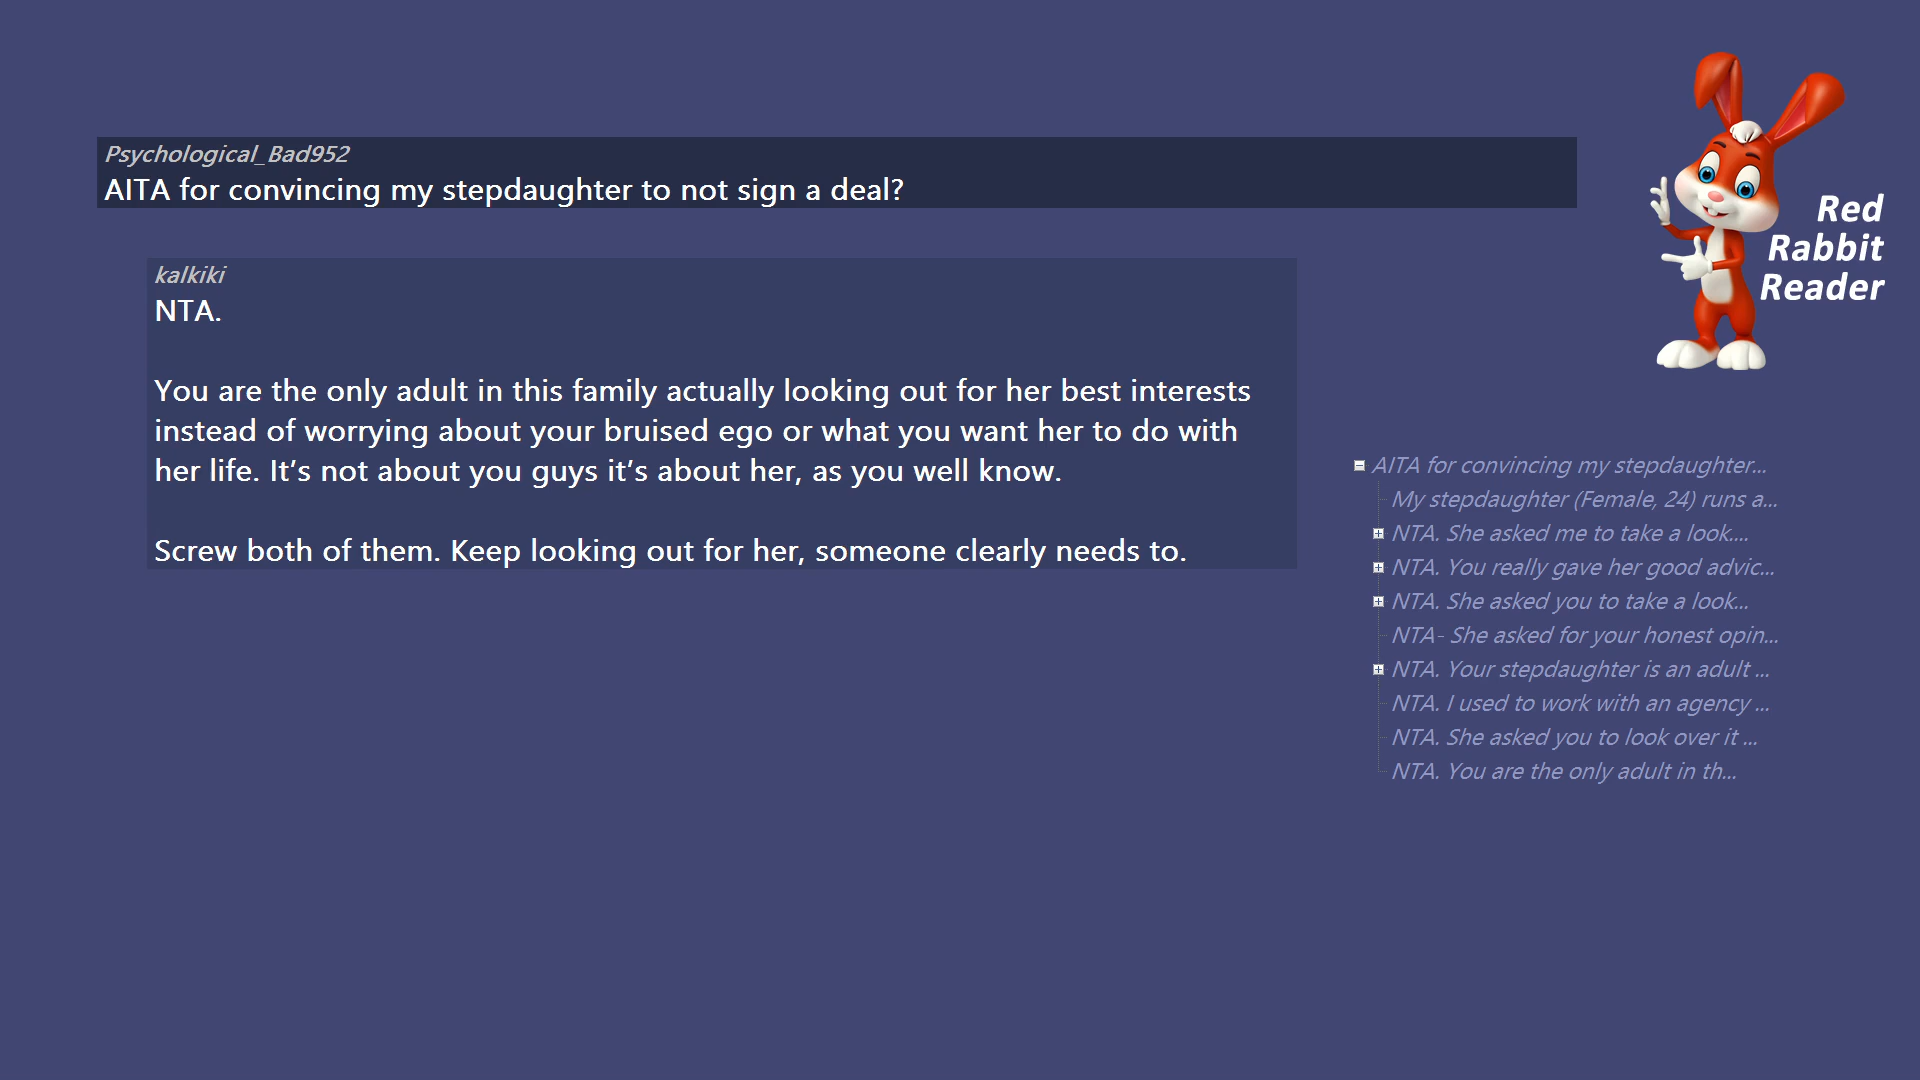 Psychological_Bad952
AITA for convincing my stepdaughter to not sign a deal?
kalkiki
NTA.
You are the only adult in this family actually looking out for her best interests
instead of worrying about your bruised ego or what you want her to do with
her life. It’s not about you guys it’s about her, as you well know.
Screw both of them. Keep looking out for her, someone clearly needs to.
Red
Rabbit
Reader
AITA for convincing my stepdaughter...
My stepdaughter (Female, 24) runs a...
NTA. She asked me to take a look....
NTA. You really gave her good advic...
NTA. She asked you to take a look...
NTA- She asked for your honest opin...
NTA. Your stepdaughter is an adult ...
NTA. I used to work with an agency ...
NTA. She asked you to look over it ...
NTA. You are the only adult in th...